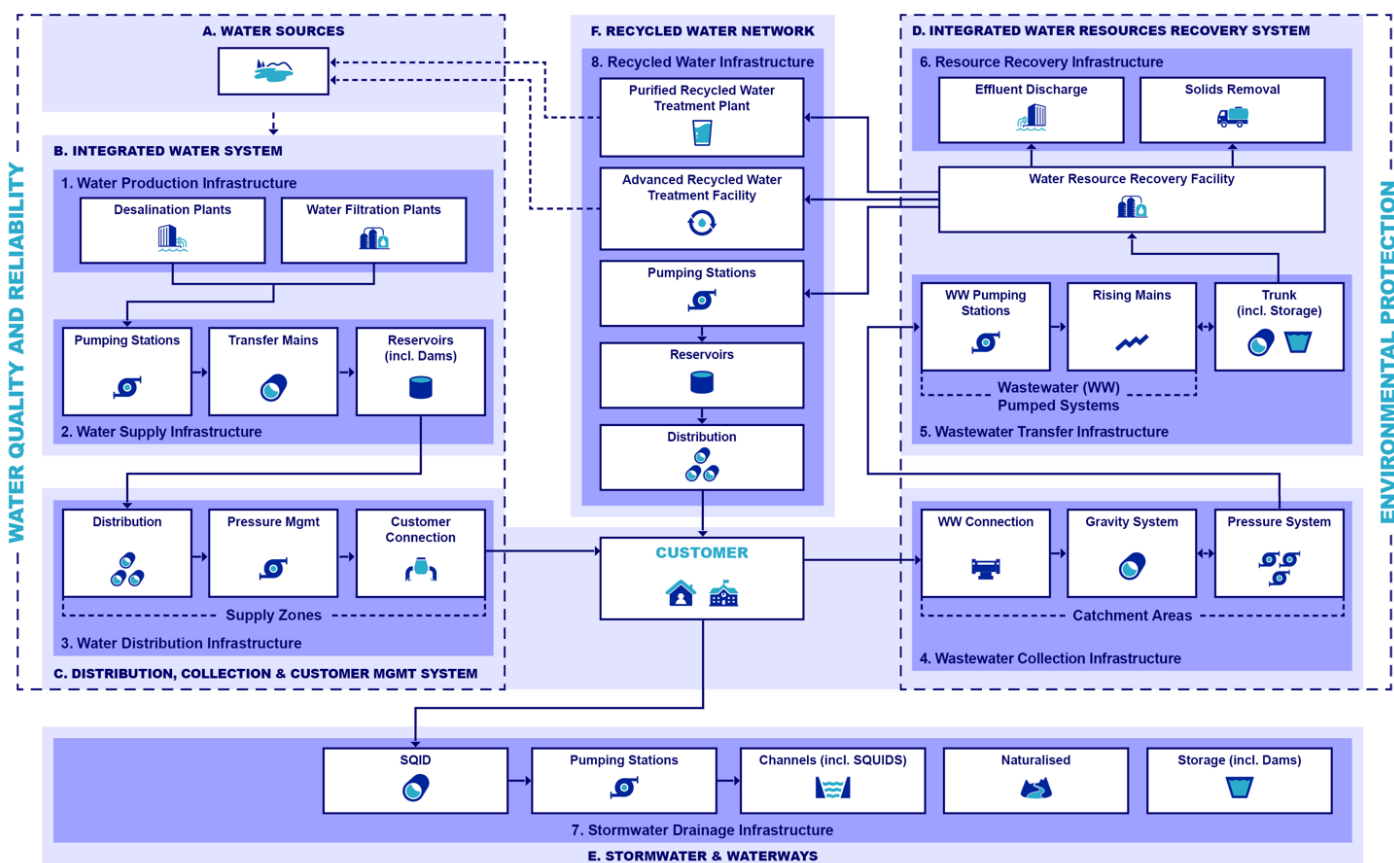 WATER QUALITY AND RELIABILITY
A. WATER SOURCES
B. INTEGRATED WATER SYSTEM
1. Water Production Infrastructure
Desalination Plants
Water Filtration Plants
Pumping Stations
Transfer Mains
Reservoirs
(incl. Dams)
2. Water Supply Infrastructure
Distribution
Pressure Mgmt
Customer
Connection
Supply Zones
3. Water Distribution Infrastructure
C. DISTRIBUTION, COLLECTION & CUSTOMER MGMT SYSTEM
F. RECYCLED WATER NETWORK
8. Recycled Water Infrastructure
Purified Recycled Water
Treatment Plant
Advanced Recycled Water
Treatment Facility
Pumping Stations
Reservoirs
Distribution
CUSTOMER
D. INTEGRATED WATER RESOURCES RECOVERY SYSTEM
6. Resource Recovery Infrastructure
Effluent Discharge
Solids Removal
Water Resource Recovery Facility
WW Pumping
Stations
Rising Mains
Trunk
(incl. Storage)
Wastewater (WW)
Pumped Systems
5. Wastewater Transfer Infrastructure
WW Connection
Gravity System
Pressure System
Catchment Areas
4. Wastewater Collection Infrastructure
ENVIRONMENTAL PROTECTION
SQID
Pumping Stations
Channels (incl. SQUIDS)
Naturalised
Storage (incl. Dams)
7. Stormwater Drainage Infrastructure
E. STORMWATER & WATERWAYS